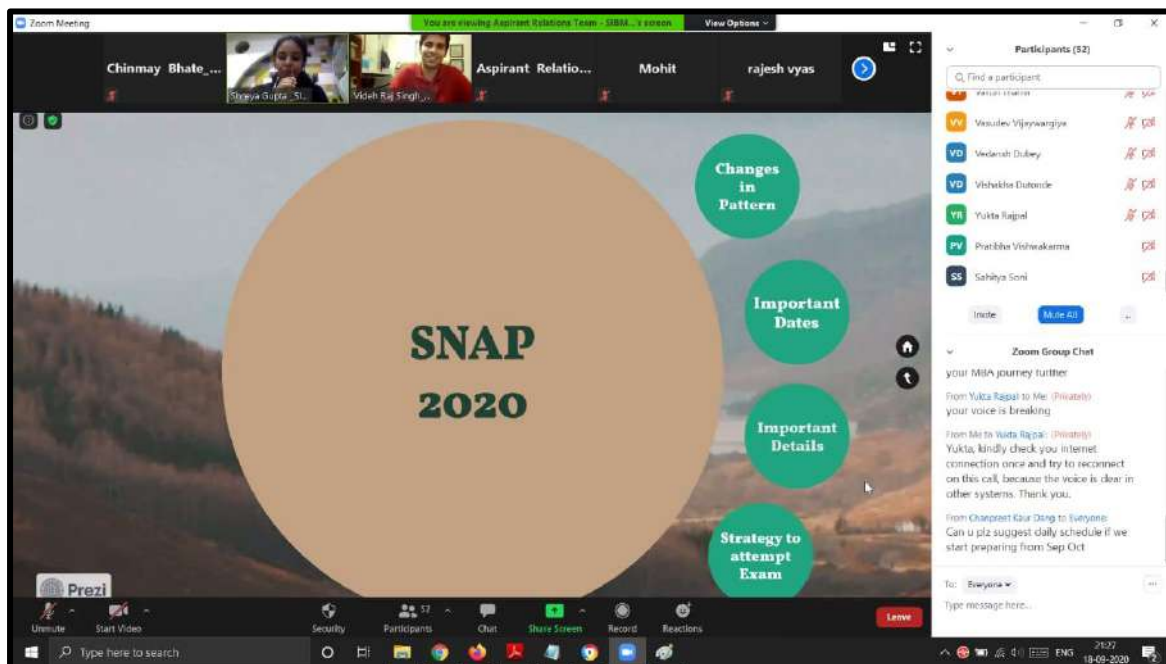 Zoom Meeting
You are viewing Aspirant Relations Team - SIBM...'s screen
View Options
Chinmay Bhate_...
Shreya Gupta_SI...
Videh Raj Singh_...
Aspirant Relatio...
Mohit
rajesh vyas
Changes
in
Pattern
Important
Dates
SNAP
2020
Important
Details
Strategy to
attempt
Exam
Prezi
Participants (52)
Find a participant
VV Vasudev Vijaywargiya
VD Vedansh Dubey
VD Vishakha Dutonde
YR Yukta Rajpal
PV Pratibha Vishwakarma
SS Sahitya Soni
Invite
Mute All
...
Zoom Group Chat
your MBA journey further
From Yukta Rajpal to Me: (Privately)
your voice is breaking
From Me to Yukta Rajpal: (Privately)
Yukta, kindly check you internet
connection once and try to reconnect
on this call, because the voice is clear in
other systems. Thank you.
From Chanpreet Kaur Dang to Everyone:
Can u plz suggest daily schedule if we
start preparing from Sep Oct
To: Everyone
Type message here...
Unmute
Start Video
Security
Participants
Chat
Share Screen
Record
Reactions
Leave
Type here to search
ENG
21:27
18-09-2020